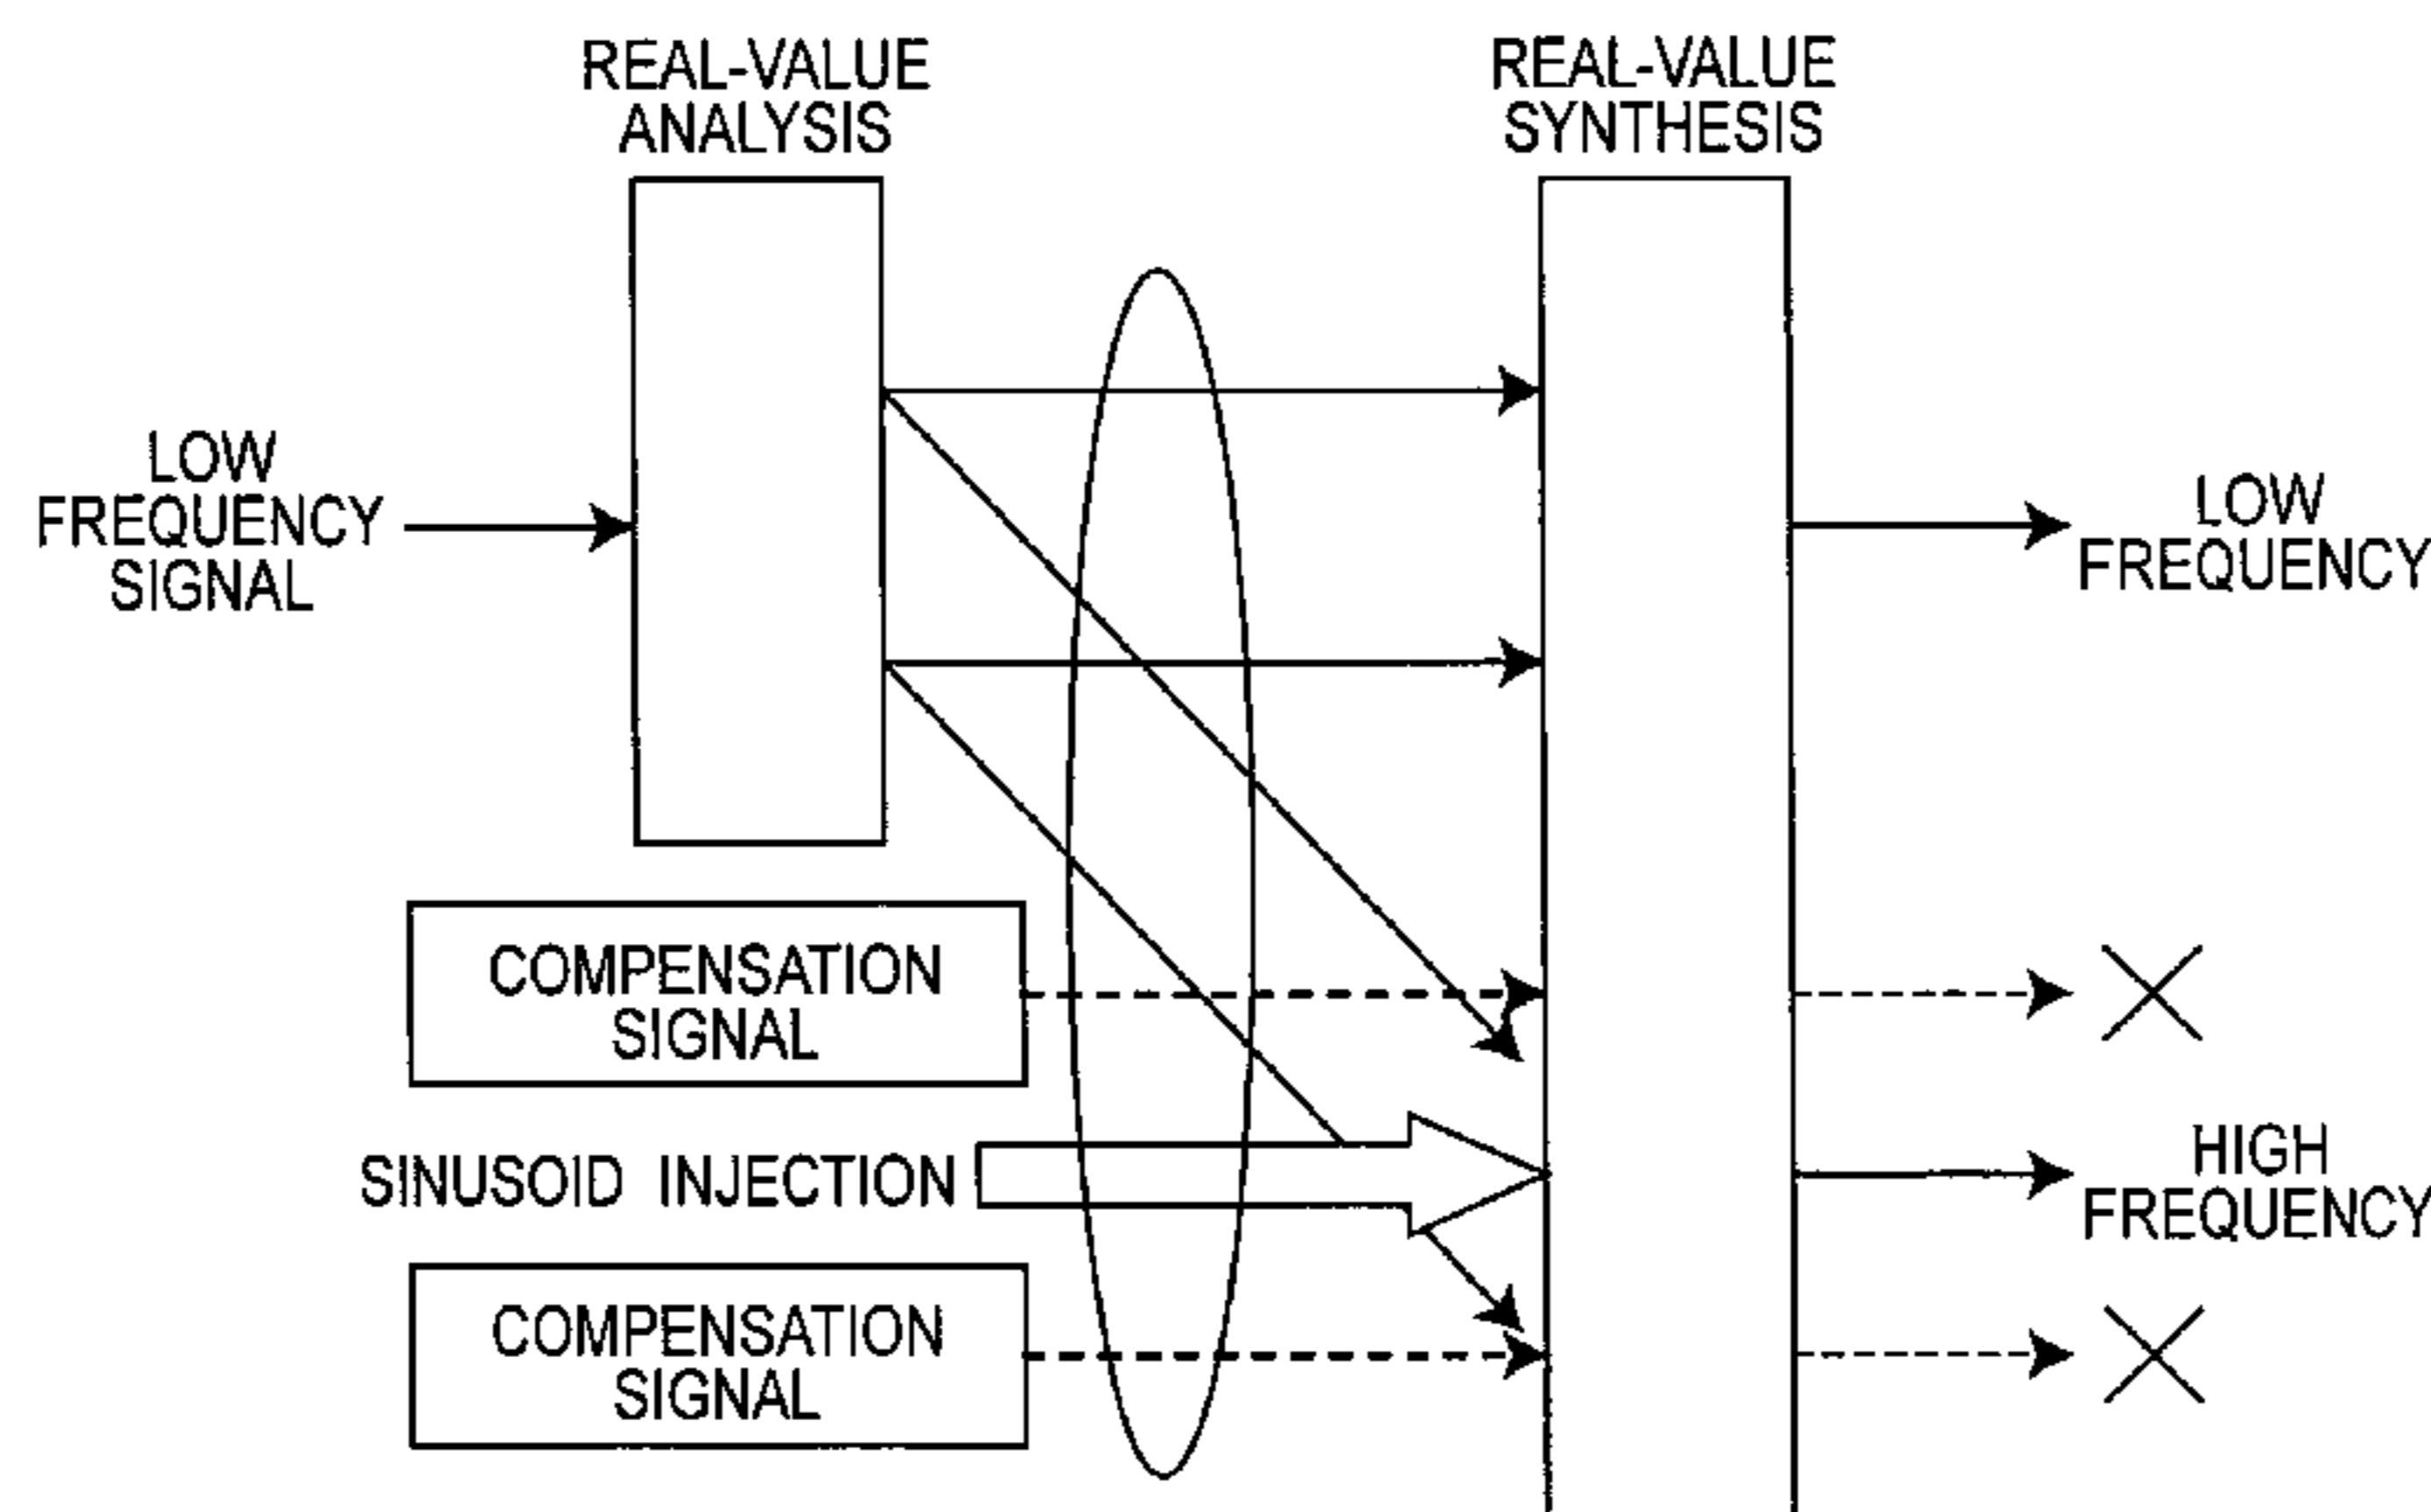 REAL-VALUE
ANALYSIS
REAL-VALUE
SYNTHESIS
LOW
FREQUENCY
SIGNAL
LOW
FREQUENCY
COMPENSATION
SIGNAL
SINUSOID INJECTION
HIGH
FREQUENCY
COMPENSATION
SIGNAL